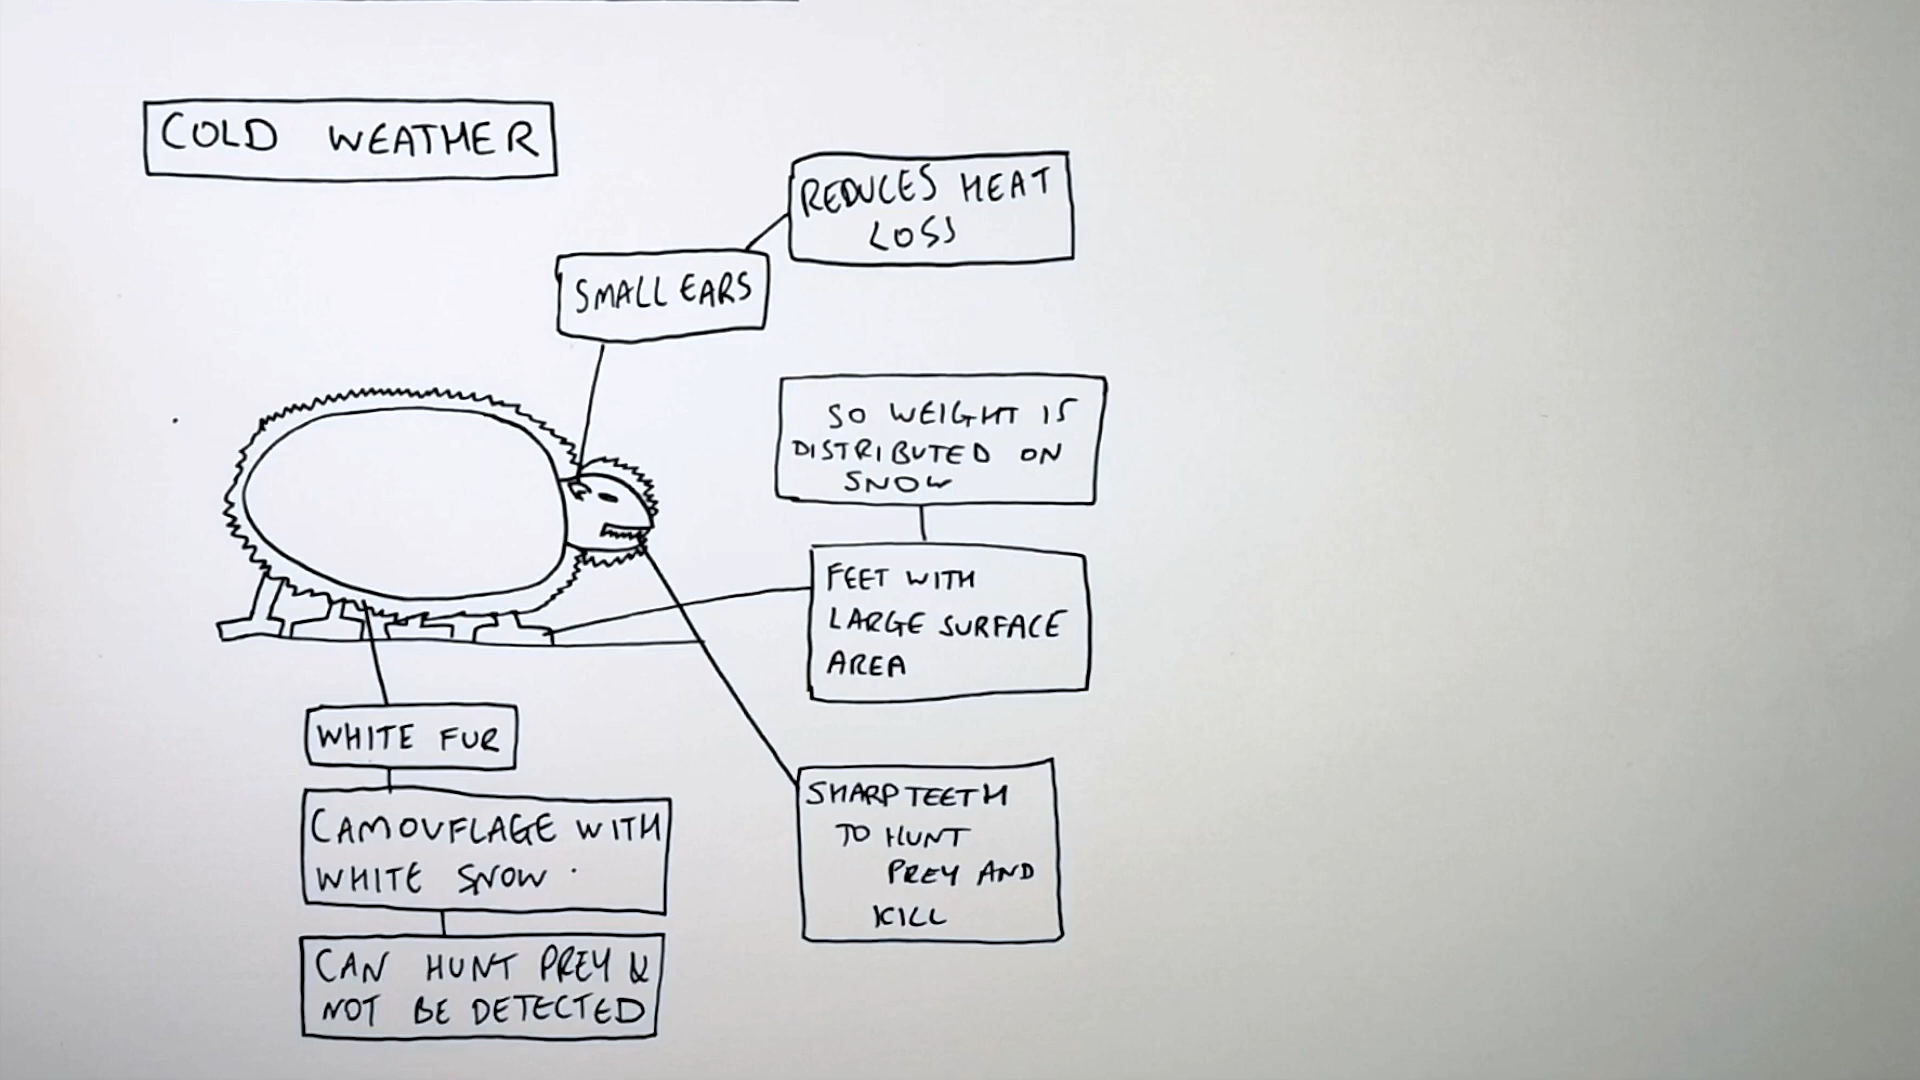 COLD WEATHER
REDUCES HEAT
LOSS
SMALL EARS
SO WEIGHT IS
DISTRIBUTED ON
SNOW
FEET WITH
LARGE SURFACE
AREA
WHITE FUR
CAMOUFLAGE WITH
WHITE SNOW
CAN HUNT PREY &
NOT BE DETECTED
SHARP TEETH
TO HUNT
PREY AND
KILL